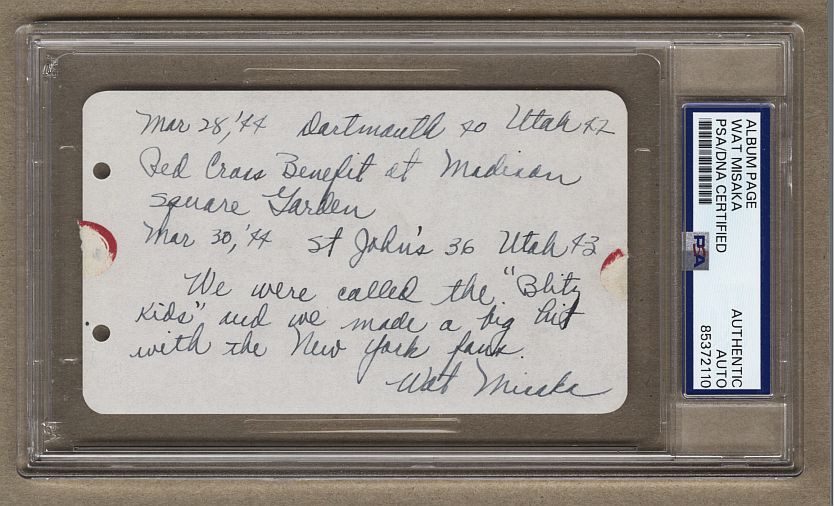 Mar 28,'44 Dartmouth 40 Utah 42
Red Cross Benefit at Madison
Square Garden
Mar 30,'44 St John's 36 Utah 43
We were called the "Blitz
Kids" and we made a big hit
with the New York fans.
Wat Misaka
ALBUM PAGE
WAT MISAKA
PSA/DNA CERTIFIED
PSA
AUTHENTIC
AUTO
85372110